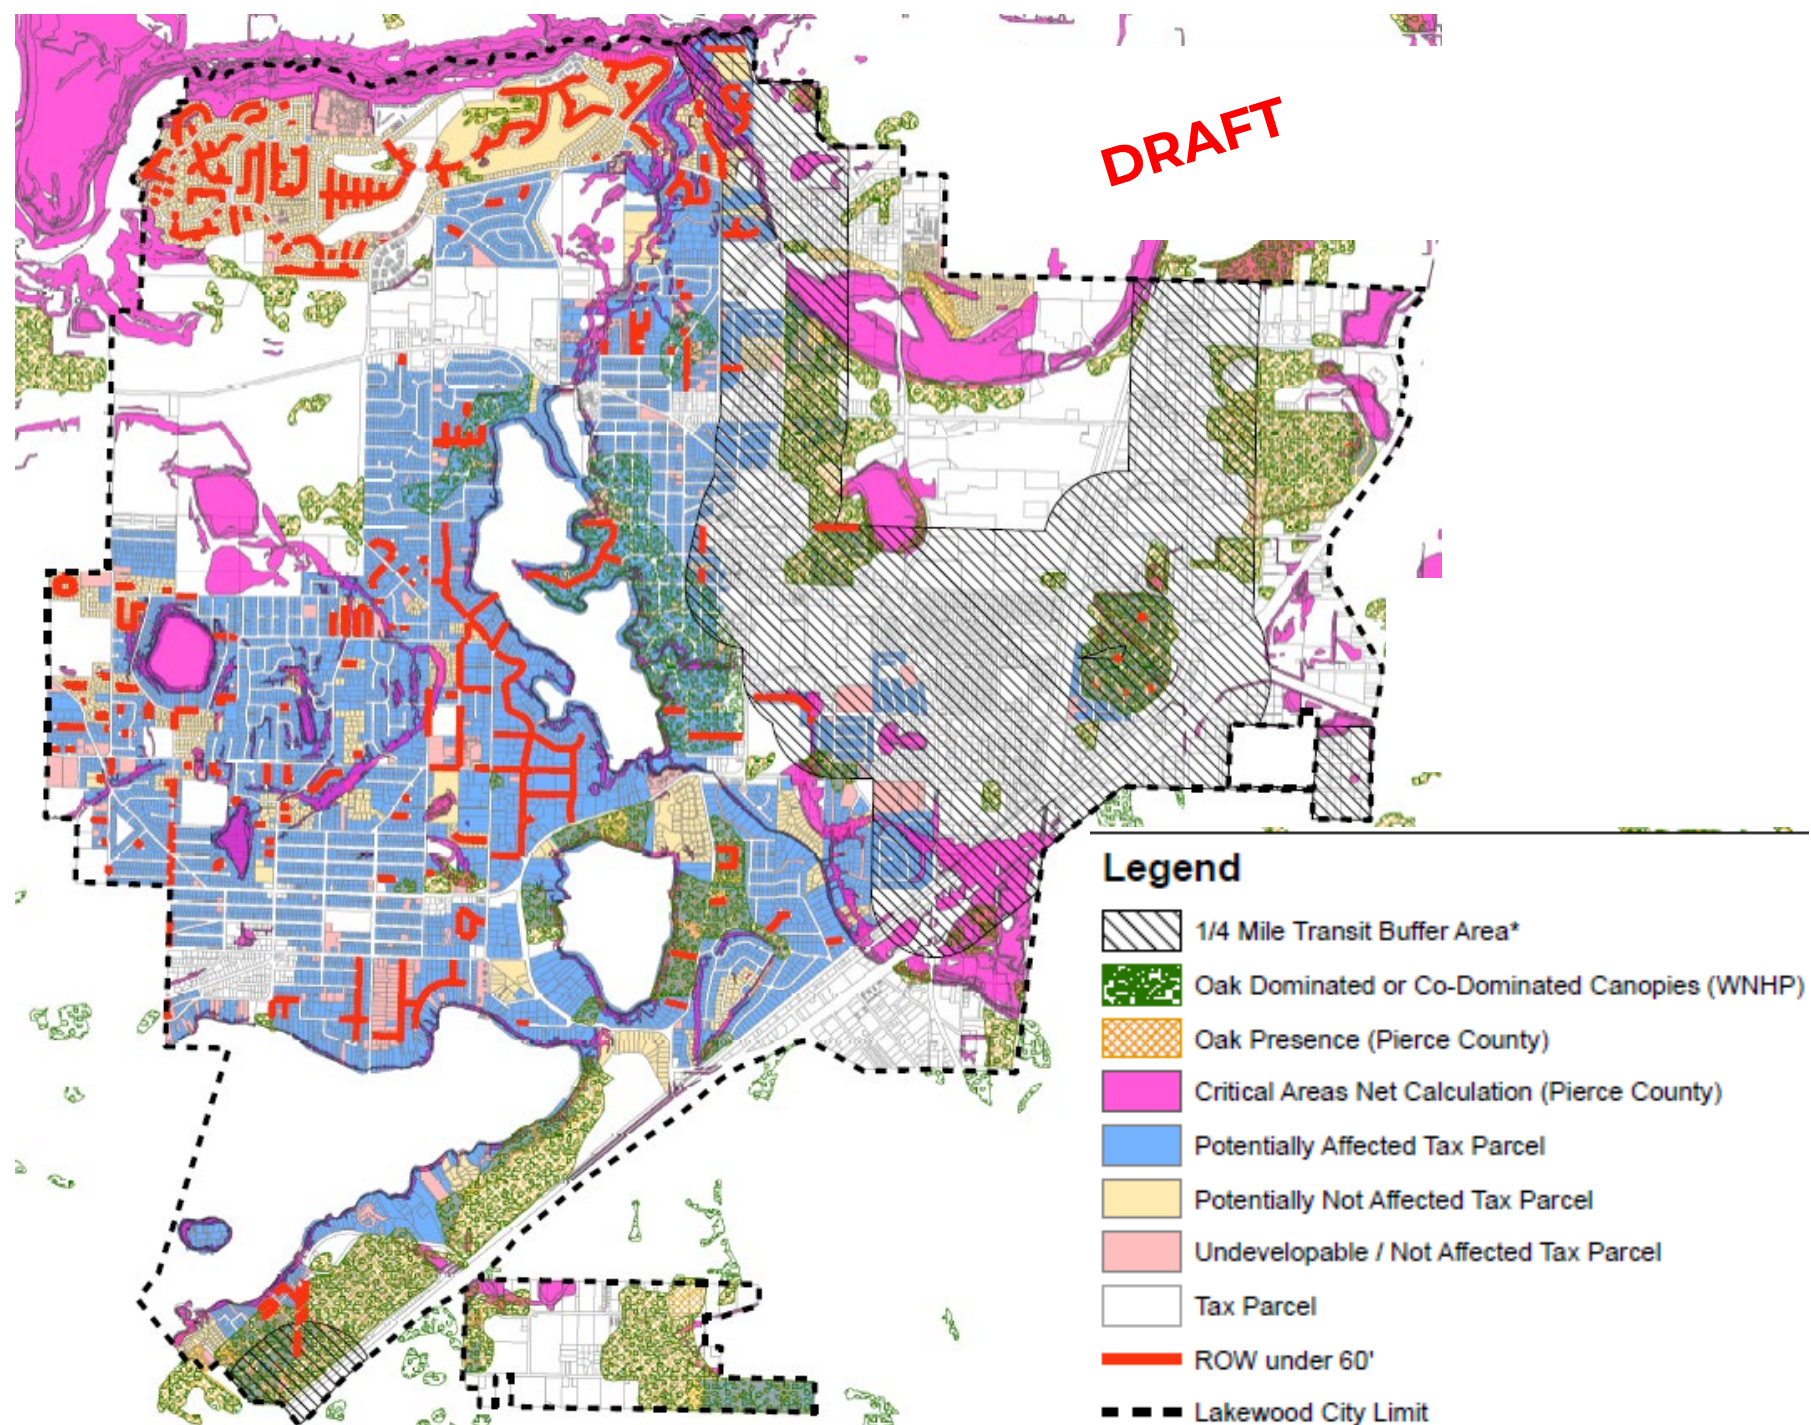 DRAFT
Legend
1/4 Mile Transit Buffer Area*
Oak Dominated or Co-Dominated Canopies (WNHP)
Oak Presence (Pierce County)
Critical Areas Net Calculation (Pierce County)
Potentially Affected Tax Parcel
Potentially Not Affected Tax Parcel
Undevelopable / Not Affected Tax Parcel
Tax Parcel
ROW under 60'
Lakewood City Limit